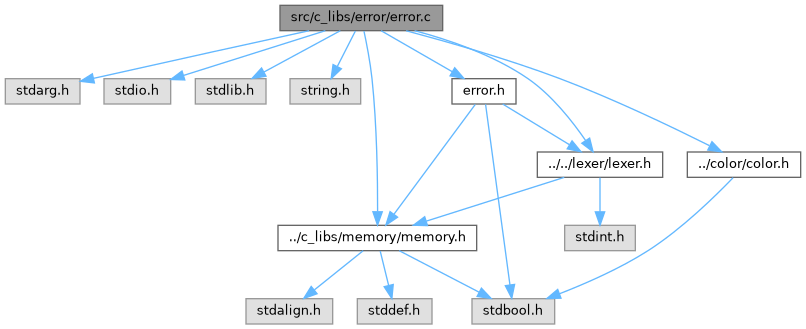 src/c_libs/error/error.c
stdarg.h
stdio.h
stdlib.h
string.h
error.h
../../lexer/lexer.h
../color/color.h
../c_libs/memory/memory.h
stdint.h
stdalign.h
stddef.h
stdbool.h